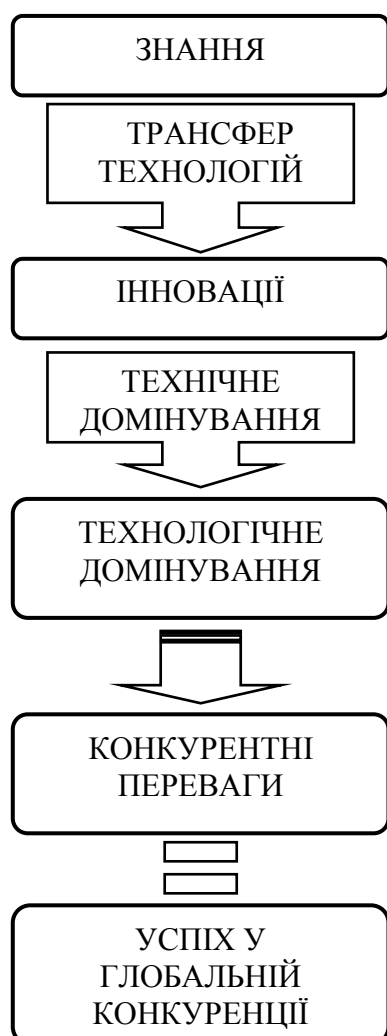 ЗНАННЯ
ТРАНСФЕР
ТЕХНОЛОГІЙ
ІННОВАЦІЇ
ТЕХНІЧНЕ
ДОМІНУВАННЯ
ТЕХНОЛОГІЧНЕ
ДОМІНУВАННЯ
КОНКУРЕНТНІ
ПЕРЕВАГИ
УСПІХ У
ГЛОБАЛЬНІЙ
КОНКУРЕНЦІЇ